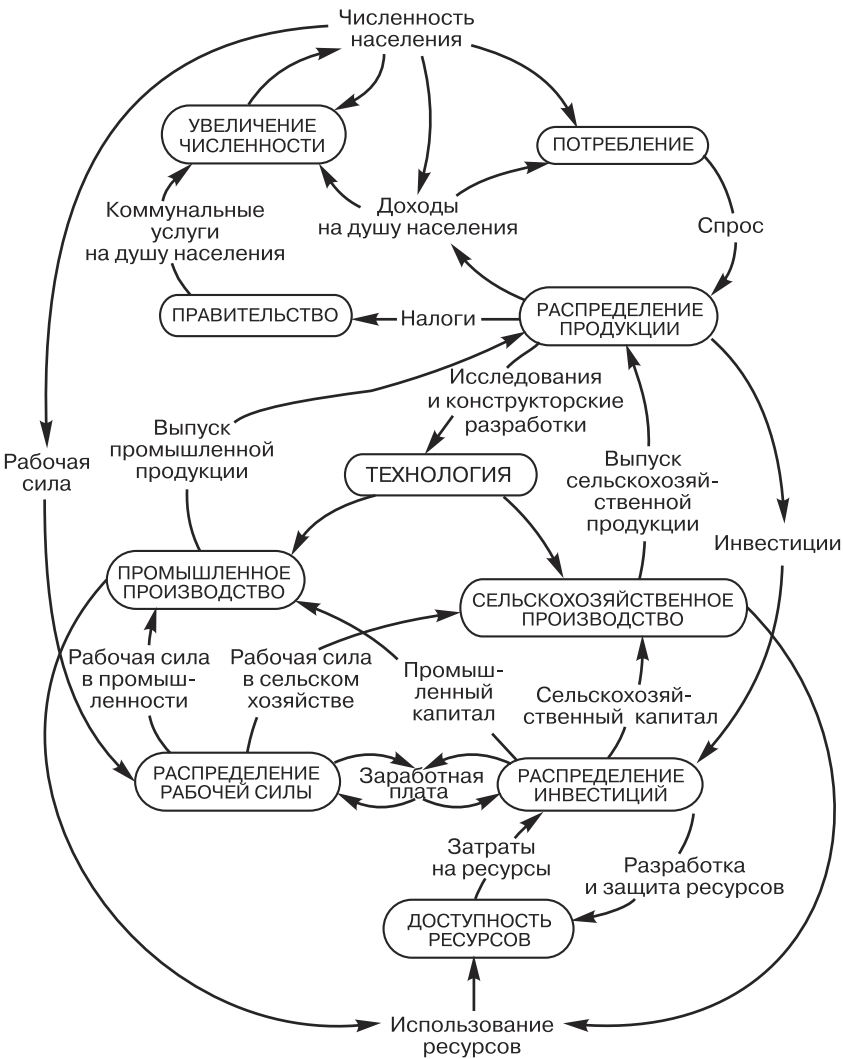 Численность
населения
УВЕЛИЧЕНИЕ
ЧИСЛЕННОСТИ
ПОТРЕБЛЕНИЕ
Коммунальные
услуги
на душу населения
Доходы
на душу населения
Спрос
ПРАВИТЕЛЬСТВО
Налоги
РАСПРЕДЕЛЕНИЕ
ПРОДУКЦИИ
Исследования
и конструкторские
разработки
Выпуск
промышленной
продукции
Рабочая
сила
ТЕХНОЛОГИЯ
Выпуск
сельскохозяй-
ственной
продукции
Инвестиции
ПРОМЫШЛЕННОЕ
ПРОИЗВОДСТВО
СЕЛЬСКОХОЗЯЙСТВЕННОЕ
ПРОИЗВОДСТВО
Рабочая сила
в промыш-
ленности
Рабочая сила
в сельском
хозяйстве
Промыш-
ленный
капитал
Сельскохозяй-
ственный капитал
РАСПРЕДЕЛЕНИЕ
РАБОЧЕЙ СИЛЫ
Заработная
плата
РАСПРЕДЕЛЕНИЕ
ИНВЕСТИЦИЙ
Затраты
на ресурсы
Разработка
и защита ресурсов
ДОСТУПНОСТЬ
РЕСУРСОВ
Использование
ресурсов